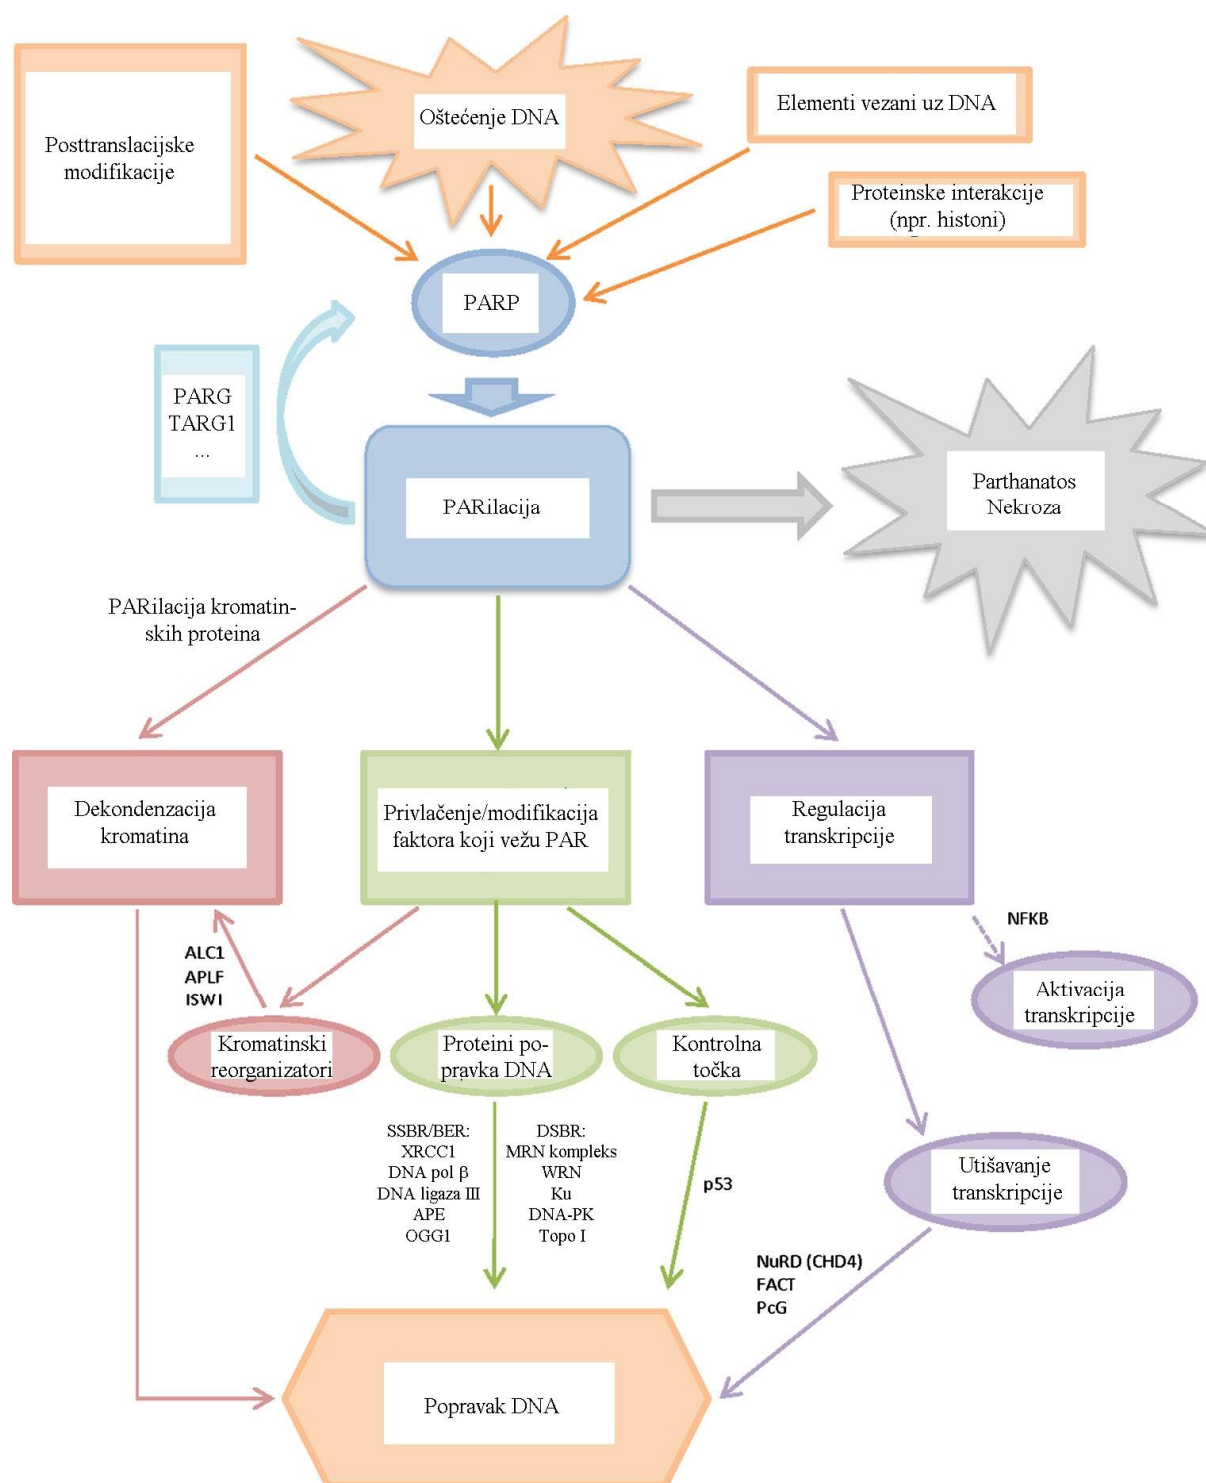 Posttranslacijske
modifikacije
Oštećenje DNA
Elementi vezani uz DNA
Proteinske interakcije
(npr. histoni)
PARP
PARG
TARG1
...
PARilacija
Parthanatos
Nekroza
PARilacija kromatin-
skih proteina
Dekondenzacija
kromatina
Privlačenje/modifikacija
faktora koji vežu PAR
Regulacija
transkripcije
ALC1
APLF
ISWI
NFKB
Aktivacija
transkripcije
Kromatinski
reorganizatori
Proteini po-
pravka DNA
Kontrolna
točka
SSBR/BER:
XRCC1
DNA pol β
DNA ligaza III
APE
OGG1
DSBR:
MRN kompleks
WRN
Ku
DNA-PK
Topo I
p53
Utišavanje
transkripcije
NuRD (CHD4)
FACT
PcG
Popravak DNA